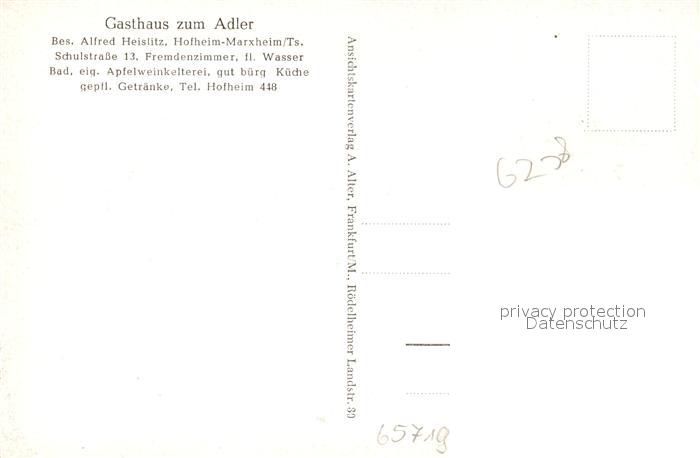 Gasthaus zum Adler
Bes. Alfred Heislitz, Hofheim-Marxheim/Ts.
Schulstraße 13, Fremdenzimmer, fl. Wasser
Bad, eig. Apfelweinkelterei, gut bürg Küche
gepfl. Getränke, Tel. Hofheim 448
Ansichtskartenverlag A. Alter, Frankfurt/M., Rödelheimer Landstr. 39
privacy protection
Datenschutz
65719